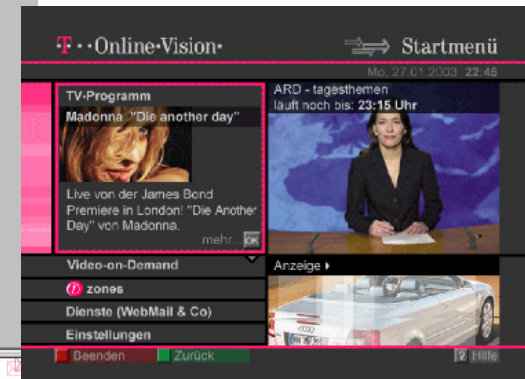 T··Online·Vision·
Startmenü
Mo, 27.01.2003 22:45
TV-Programm
Madonna "Die another day"
Live von der James Bond
Premiere in London! "Die Another
Day" von Madonna.
mehr... OK
ARD - tagesthemen
läuft noch bis: 23:15 Uhr
Video-on-Demand
zones
Dienste (WebMail & Co)
Einstellungen
Anzeige
Beenden
Zurück
? Hilfe